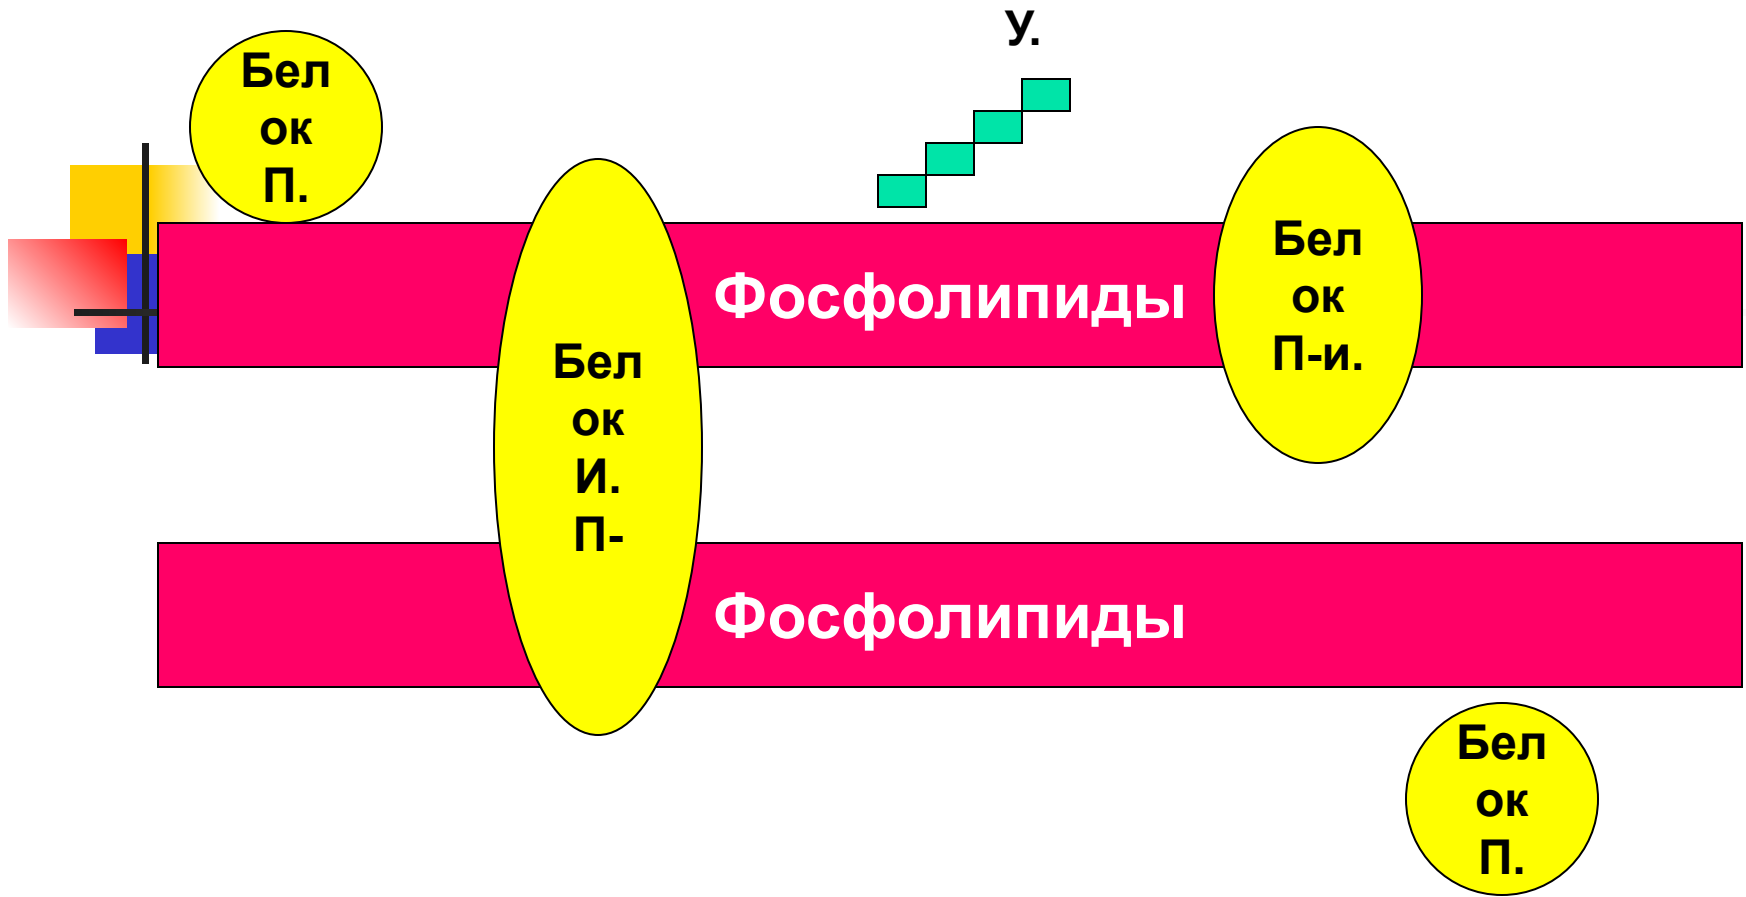 У.
Бел
ок
П.
Фосфолипиды
Бел
ок
П-и.
Бел
ок
И.
П-
Фосфолипиды
Бел
ок
П.